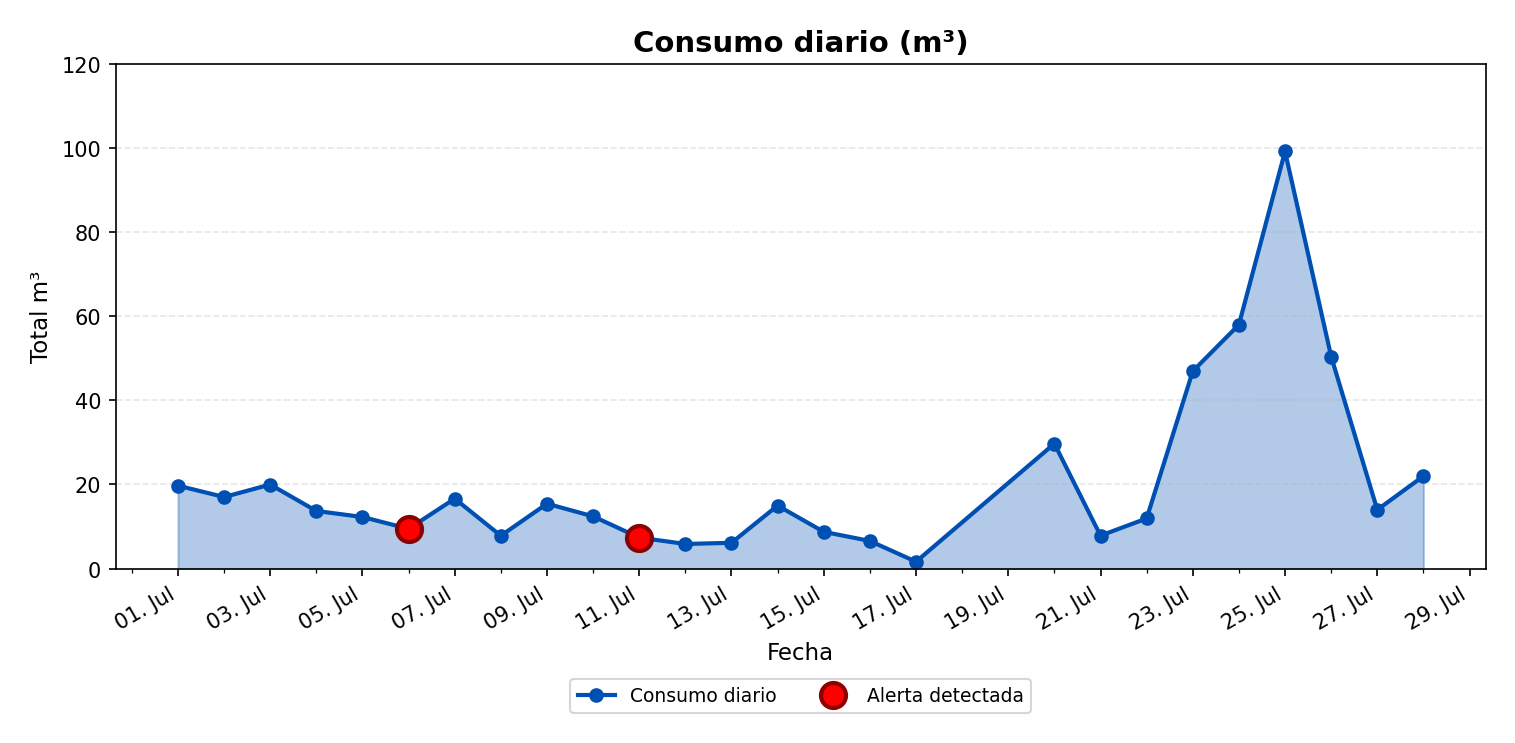 Consumo diario (m³)
120
100
80
60
40
20
0
Total m³
01. Jul
03. Jul
05. Jul
07. Jul
09. Jul
11. Jul
13. Jul
15. Jul
17. Jul
19. Jul
21. Jul
23. Jul
25. Jul
27. Jul
29. Jul
Fecha
Consumo diario
Alerta detectada